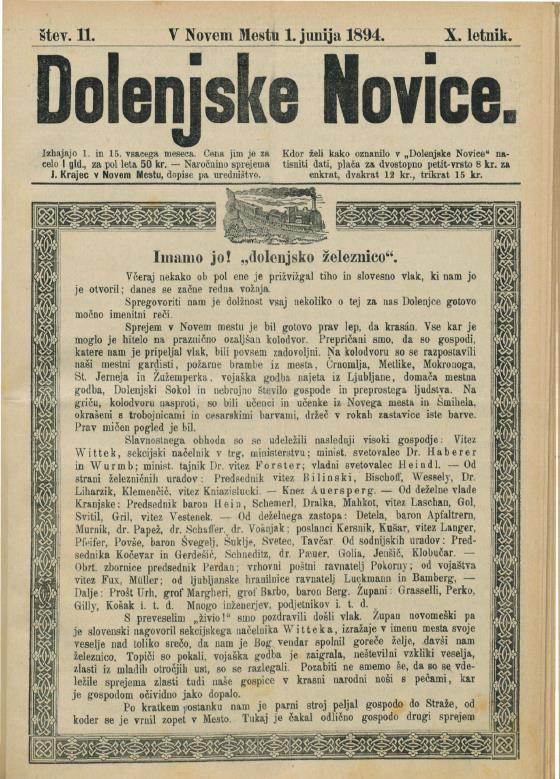 štev. 11. V Novem Mestu 1. junija 1894. X. letnik.
Dolenjske Novice.
Izhajajo 1. in 15. vsacega meseca. Cena jim je za
celo 1 gld., za pol leta 50 kr. — Naročnino sprejema
J. Krajec v Novem Mestu, dopise pa uredništvo.
Kdor želi kako oznanilo v „Dolenjske Novice“ na-
tisniti dati, plača za dvostopno petit-vrsto 8 kr. za
enkrat, dvakrat 12 kr., trikrat 15 kr.
Imamo jo! „dolenjsko železnico“.
Včeraj nekako ob pol ene je prižvižgal tiho in slovesno vlak, ki nam jo
je otvoril; danes se začne redna vožnja.
Spregovoriti nam je dolžnost vsaj nekoliko o tej za nas Dolenjce gotovo
močno imenitni reči.
Sprejem v Novem mestu je bil gotovo prav lep, da krasán. Vse kar je
moglo je hitelo na praznično ozaljšan kolodvor. Prepričani smo, da so gospodi,
katere nam je pripeljal vlak, bili povsem zadovoljni. Na kolodvoru so se razpostavili
naši mestni gardisti, požarne brambe iz mesta, Črnomlja, Metlike, Mokronoga,
St. Jerneja in Žužemperka, vojaška godba najeta iz Ljubljane, domača mestna
godba, Dolenjski Sokol in nebrojno število gospode in preprostega ljudstva. Na
griču, kolodvoru nasproti, so bili učenci in učenke iz Novega mesta in Šmihela,
okrašeni s trobojnicami in cesarskimi barvami, držeč v rokah zastavice iste barve.
Prav mičen pogled je bil.
Slavnostnega obhoda so se udeležili naslednji visoki gospodje: Vitez
Wittek, sekcijski načelnik v trg. ministerstvu; minist. svetovalec Dr. Haberer
in Wurmb; minist. tajnik Dr. vitez Forster; vladni svetovalec Heindl. — Od
strani železničnih uradov: Predsednik vitez Bilinski, Bischoff, Wessely, Dr.
Liharzik, Klemenčič, vitez Kniazislucki. — Knez Auersperg. — Od deželne vlade
Kranjske: Predsednik baron Hein, Schemerl, Dralka, Mahkot, vitez Laschan, Gol,
Svitil, Gril, vitez Vestenek. — Od deželnega zastopa: Detela, baron Apfaltrern,
Murnik, dr. Papež, dr. Schaffer, dr. Vošnjak; poslanci Kersnik, Kušar, vitez Langer,
Pfeifer, Povše, baron Švegelj, Šuklje, Svetec, Tavčar. Od sodnijskih uradov: Pred-
sednika Kočevar in Gerdešič, Schneditz, dr. Pœuer, Golia, Jenšič, Klobučar. —
Obrt. zbornice predsednik Perdan; vrhovni poštni ravnatelj Pokorny; od vojaštva
vitez Fux, Müller; od ljubljanske hranilnice ravnatelj Luckmann in Bamberg, —
Dalje: Prošt Urh, grof Margheri, grof Barbo, baron Berg. Župani: Grasselli, Perko,
Gilly, Košak i. t. d. Mnogo inženerjev, podjetnikov i. t. d.
S preveselim „živio!“ smo pozdravili došli vlak. Župan novomeški pa
je slovenski nagovoril sekcijskega načelnika Witteka, izražaje v imenu mesta svoje
veselje nad toliko srečo, da nam je Bog vendar spolnil goreče želje, davši nam
železnico. Topiči so pokali, vojaška godba je zaigrala, neštevilni vzkliki veselja,
zlasti iz mladih otročjih ust, so se razlegali. Pozabiti ne smemo še, da so se vde-
ležile sprejema zlasti tudi naše gospice v krasni narodni noši s pečami, kar
je gospodom očividno jako dopalo.
Po kratkem postanku nam je parni stroj peljal gospodo do Straže, od
koder se je vrnil zopet v Mesto. Tukaj je čakal odlično gospodo drugi sprejem